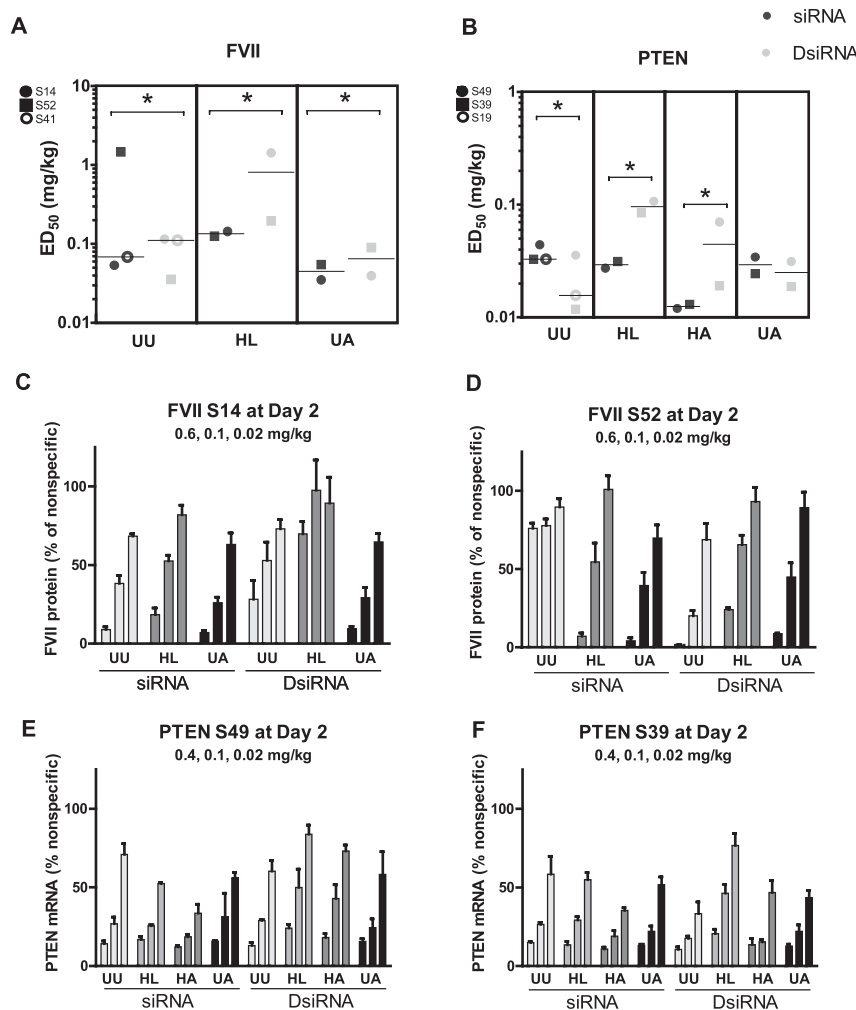 siRNA
DsiRNA
A
FVII
S14
S52
S41
ED50 (mg/kg)
10
1
0.1
0.01
* * *
UU HL UA
B
PTEN
S49
S39
S19
ED50 (mg/kg)
1
0.1
0.01
* * *
UU HL HA UA
C
FVII S14 at Day 2
0.6, 0.1, 0.02 mg/kg
FVII protein (% of nonspecific)
100
50
0
UU HL UA UU HL UA
siRNA DsiRNA
D
FVII S52 at Day 2
0.6, 0.1, 0.02 mg/kg
FVII protein (% of nonspecific)
100
50
0
UU HL UA UU HL UA
siRNA DsiRNA
E
PTEN S49 at Day 2
0.4, 0.1, 0.02 mg/kg
PTEN mRNA (% nonspecific)
100
50
0
UU HL HA UA UU HL HA UA
siRNA DsiRNA
F
PTEN S39 at Day 2
0.4, 0.1, 0.02 mg/kg
PTEN mRNA (% nonspecific)
100
50
0
UU HL HA UA UU HL HA UA
siRNA DsiRNA